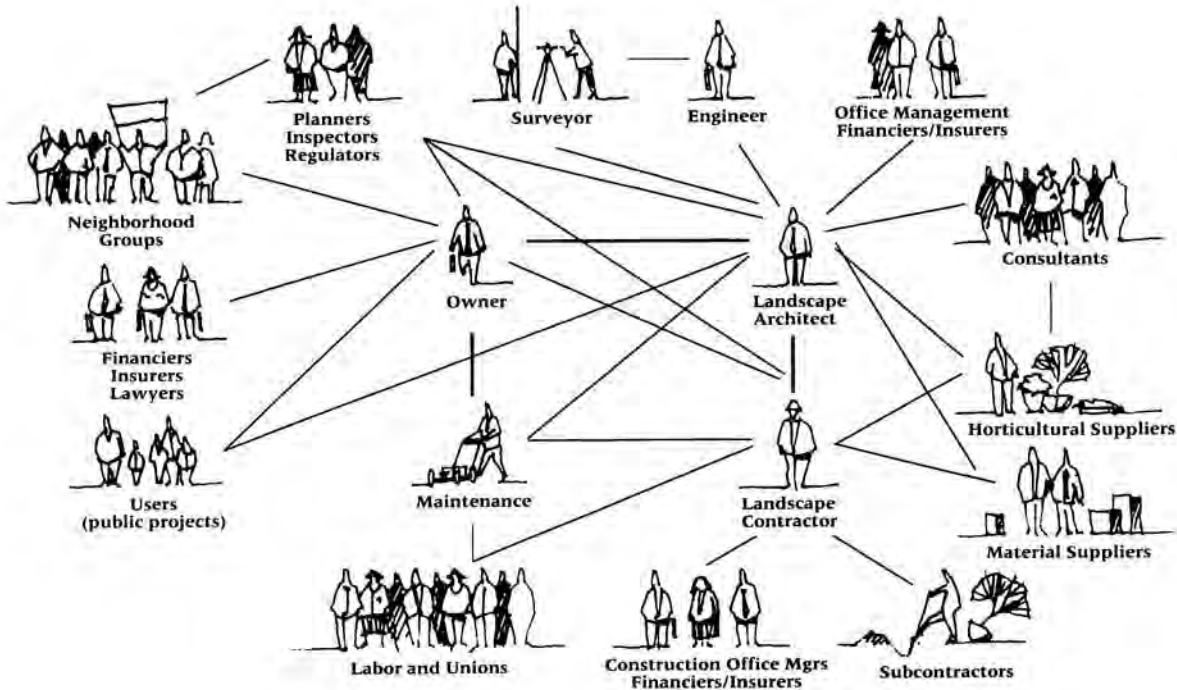 Planners
Inspectors
Regulators
Surveyor
Engineer
Office Management
Financiers/Insurers
Neighborhood
Groups
Owner
Landscape
Architect
Consultants
Financiers
Insurers
Lawyers
Horticultural Suppliers
Users
(public projects)
Maintenance
Landscape
Contractor
Material Suppliers
Labor and Unions
Construction Office Mgrs
Financiers/Insurers
Subcontractors